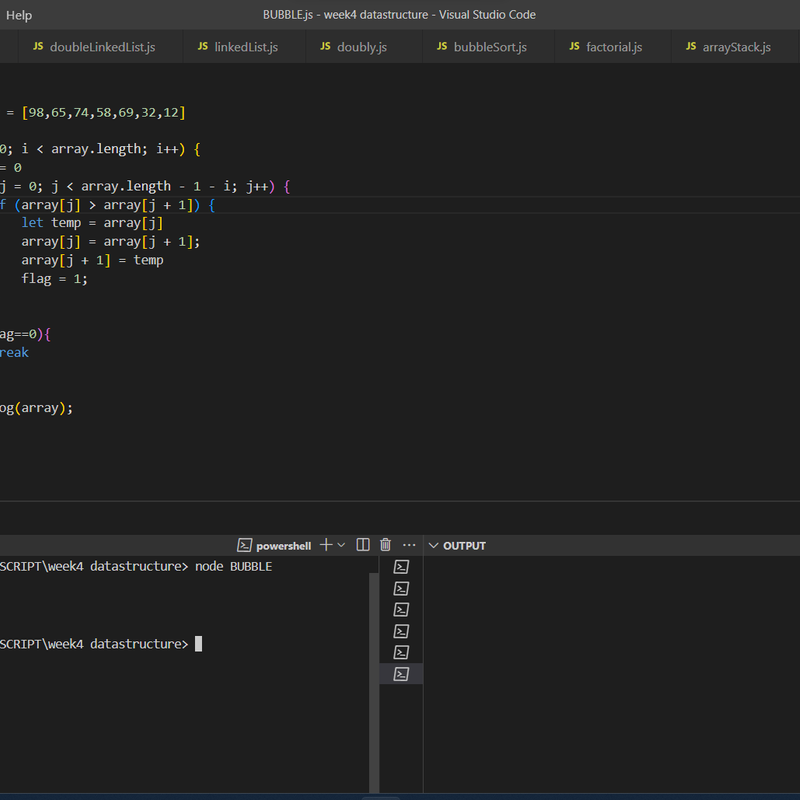 Help
BUBBLE.js - week4 datastructure - Visual Studio Code
JS doubleLinkedList.js JS linkedList.js JS doubly.js JS bubbleSort.js JS factorial.js JS arrayStack.js
= [98,65,74,58,69,32,12]
0; i < array.length; i++) {
= 0
j = 0; j < array.length - 1 - i; j++) {
f (array[j] > array[j + 1]) {
let temp = array[j]
array[j] = array[j + 1];
array[j + 1] = temp
flag = 1;
ag==0){
reak
og(array);
powershell
OUTPUT
SCRIPT\week4 datastructure> node BUBBLE
SCRIPT\week4 datastructure>